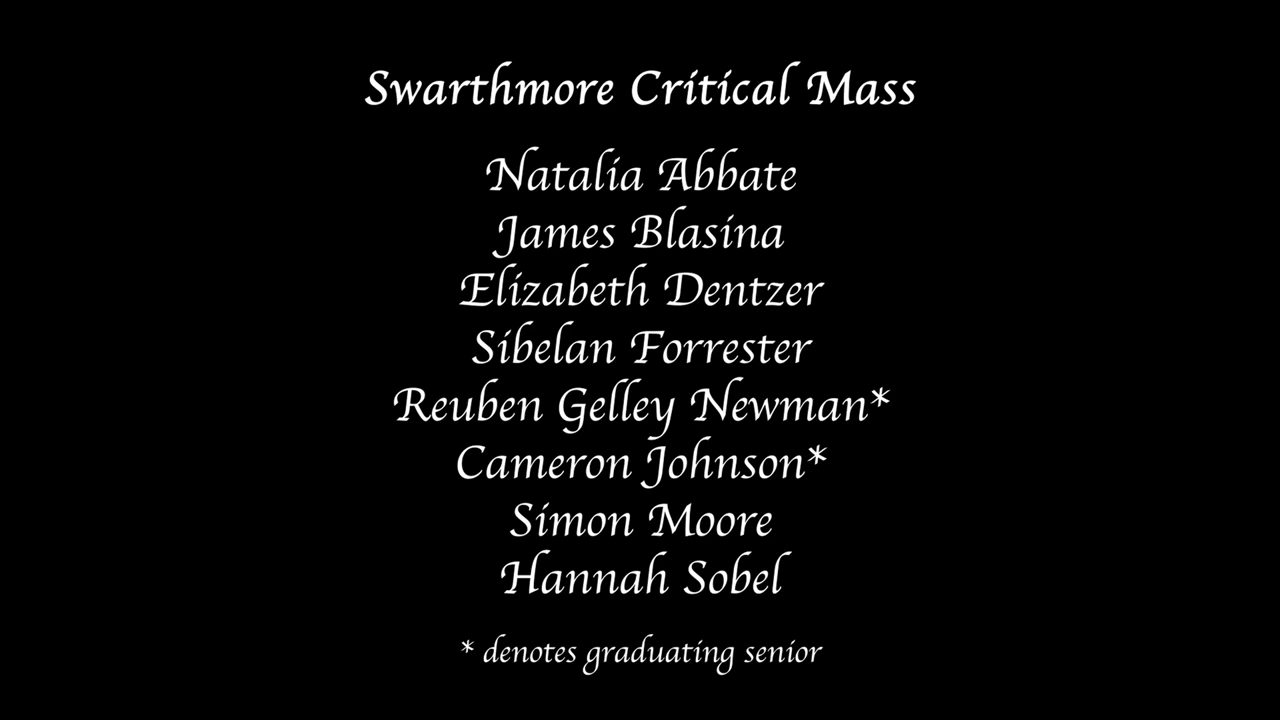 Swarthmore Critical Mass
Natalia Abbate
James Blasina
Elizabeth Dentzer
Sibelan Forrester
Reuben Gelley Newman*
Cameron Johnson*
Simon Moore
Hannah Sobel
* denotes graduating senior